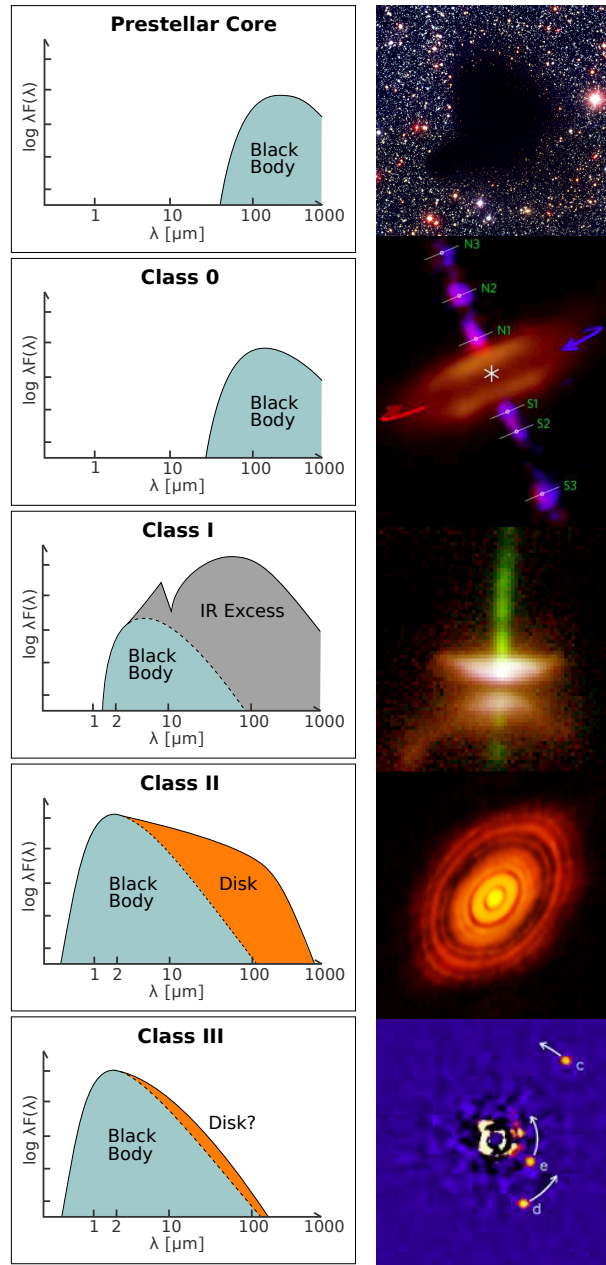 Prestellar Core
log λF(λ)
Black
Body
1 10 100 1000
λ [μm]
N3
N2
N1
S1
S2
S3
Class 0
log λF(λ)
Black
Body
1 10 100 1000
λ [μm]
Class I
log λF(λ)
IR Excess
Black
Body
1 2 10 100 1000
λ [μm]
Class II
log λF(λ)
Black
Body
Disk
1 2 10 100 1000
λ [μm]
Class III
log λF(λ)
Black
Body
Disk?
1 2 10 100 1000
λ [μm]
c
e
d